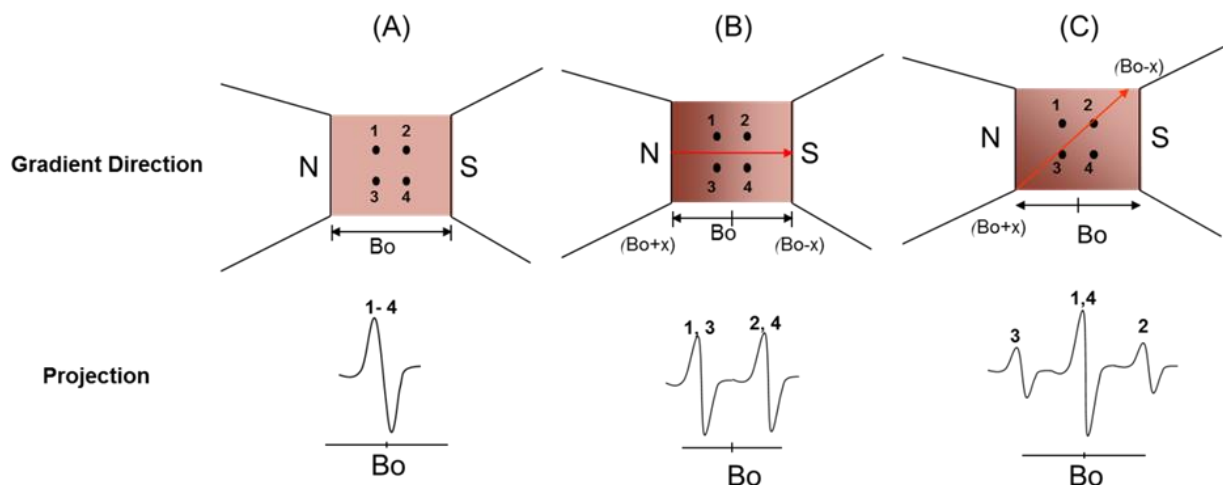 (A)
(B)
(C)
Gradient Direction
N
1 2
3 4
S
Bo
N
1 2
3 4
S
(Bo+x)
Bo
(Bo-x)
(Bo-x)
N
1 2
3 4
S
(Bo+x)
Bo
Projection
1- 4
Bo
1, 3
2, 4
Bo
3
1,4
2
Bo